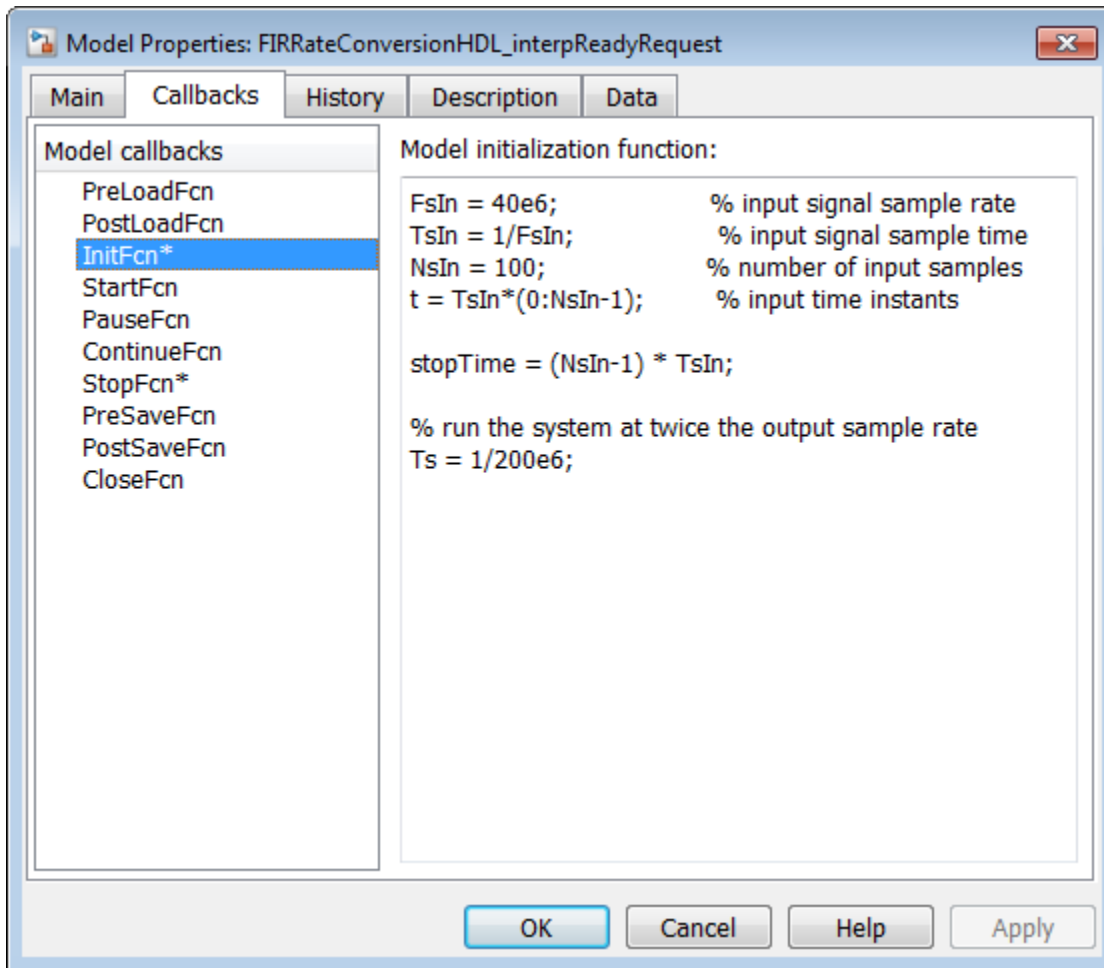 Model Properties: FIRRateConversionHDL_interpReadyRequest
Main Callbacks History Description Data
Model callbacks
PreLoadFcn
PostLoadFcn
InitFcn*
StartFcn
PauseFcn
ContinueFcn
StopFcn*
PreSaveFcn
PostSaveFcn
CloseFcn
Model initialization function:
FsIn = 40e6; % input signal sample rate
TsIn = 1/FsIn; % input signal sample time
NsIn = 100; % number of input samples
t = TsIn*(0:NsIn-1); % input time instants
stopTime = (NsIn-1) * TsIn;
% run the system at twice the output sample rate
Ts = 1/200e6;
OK Cancel Help Apply